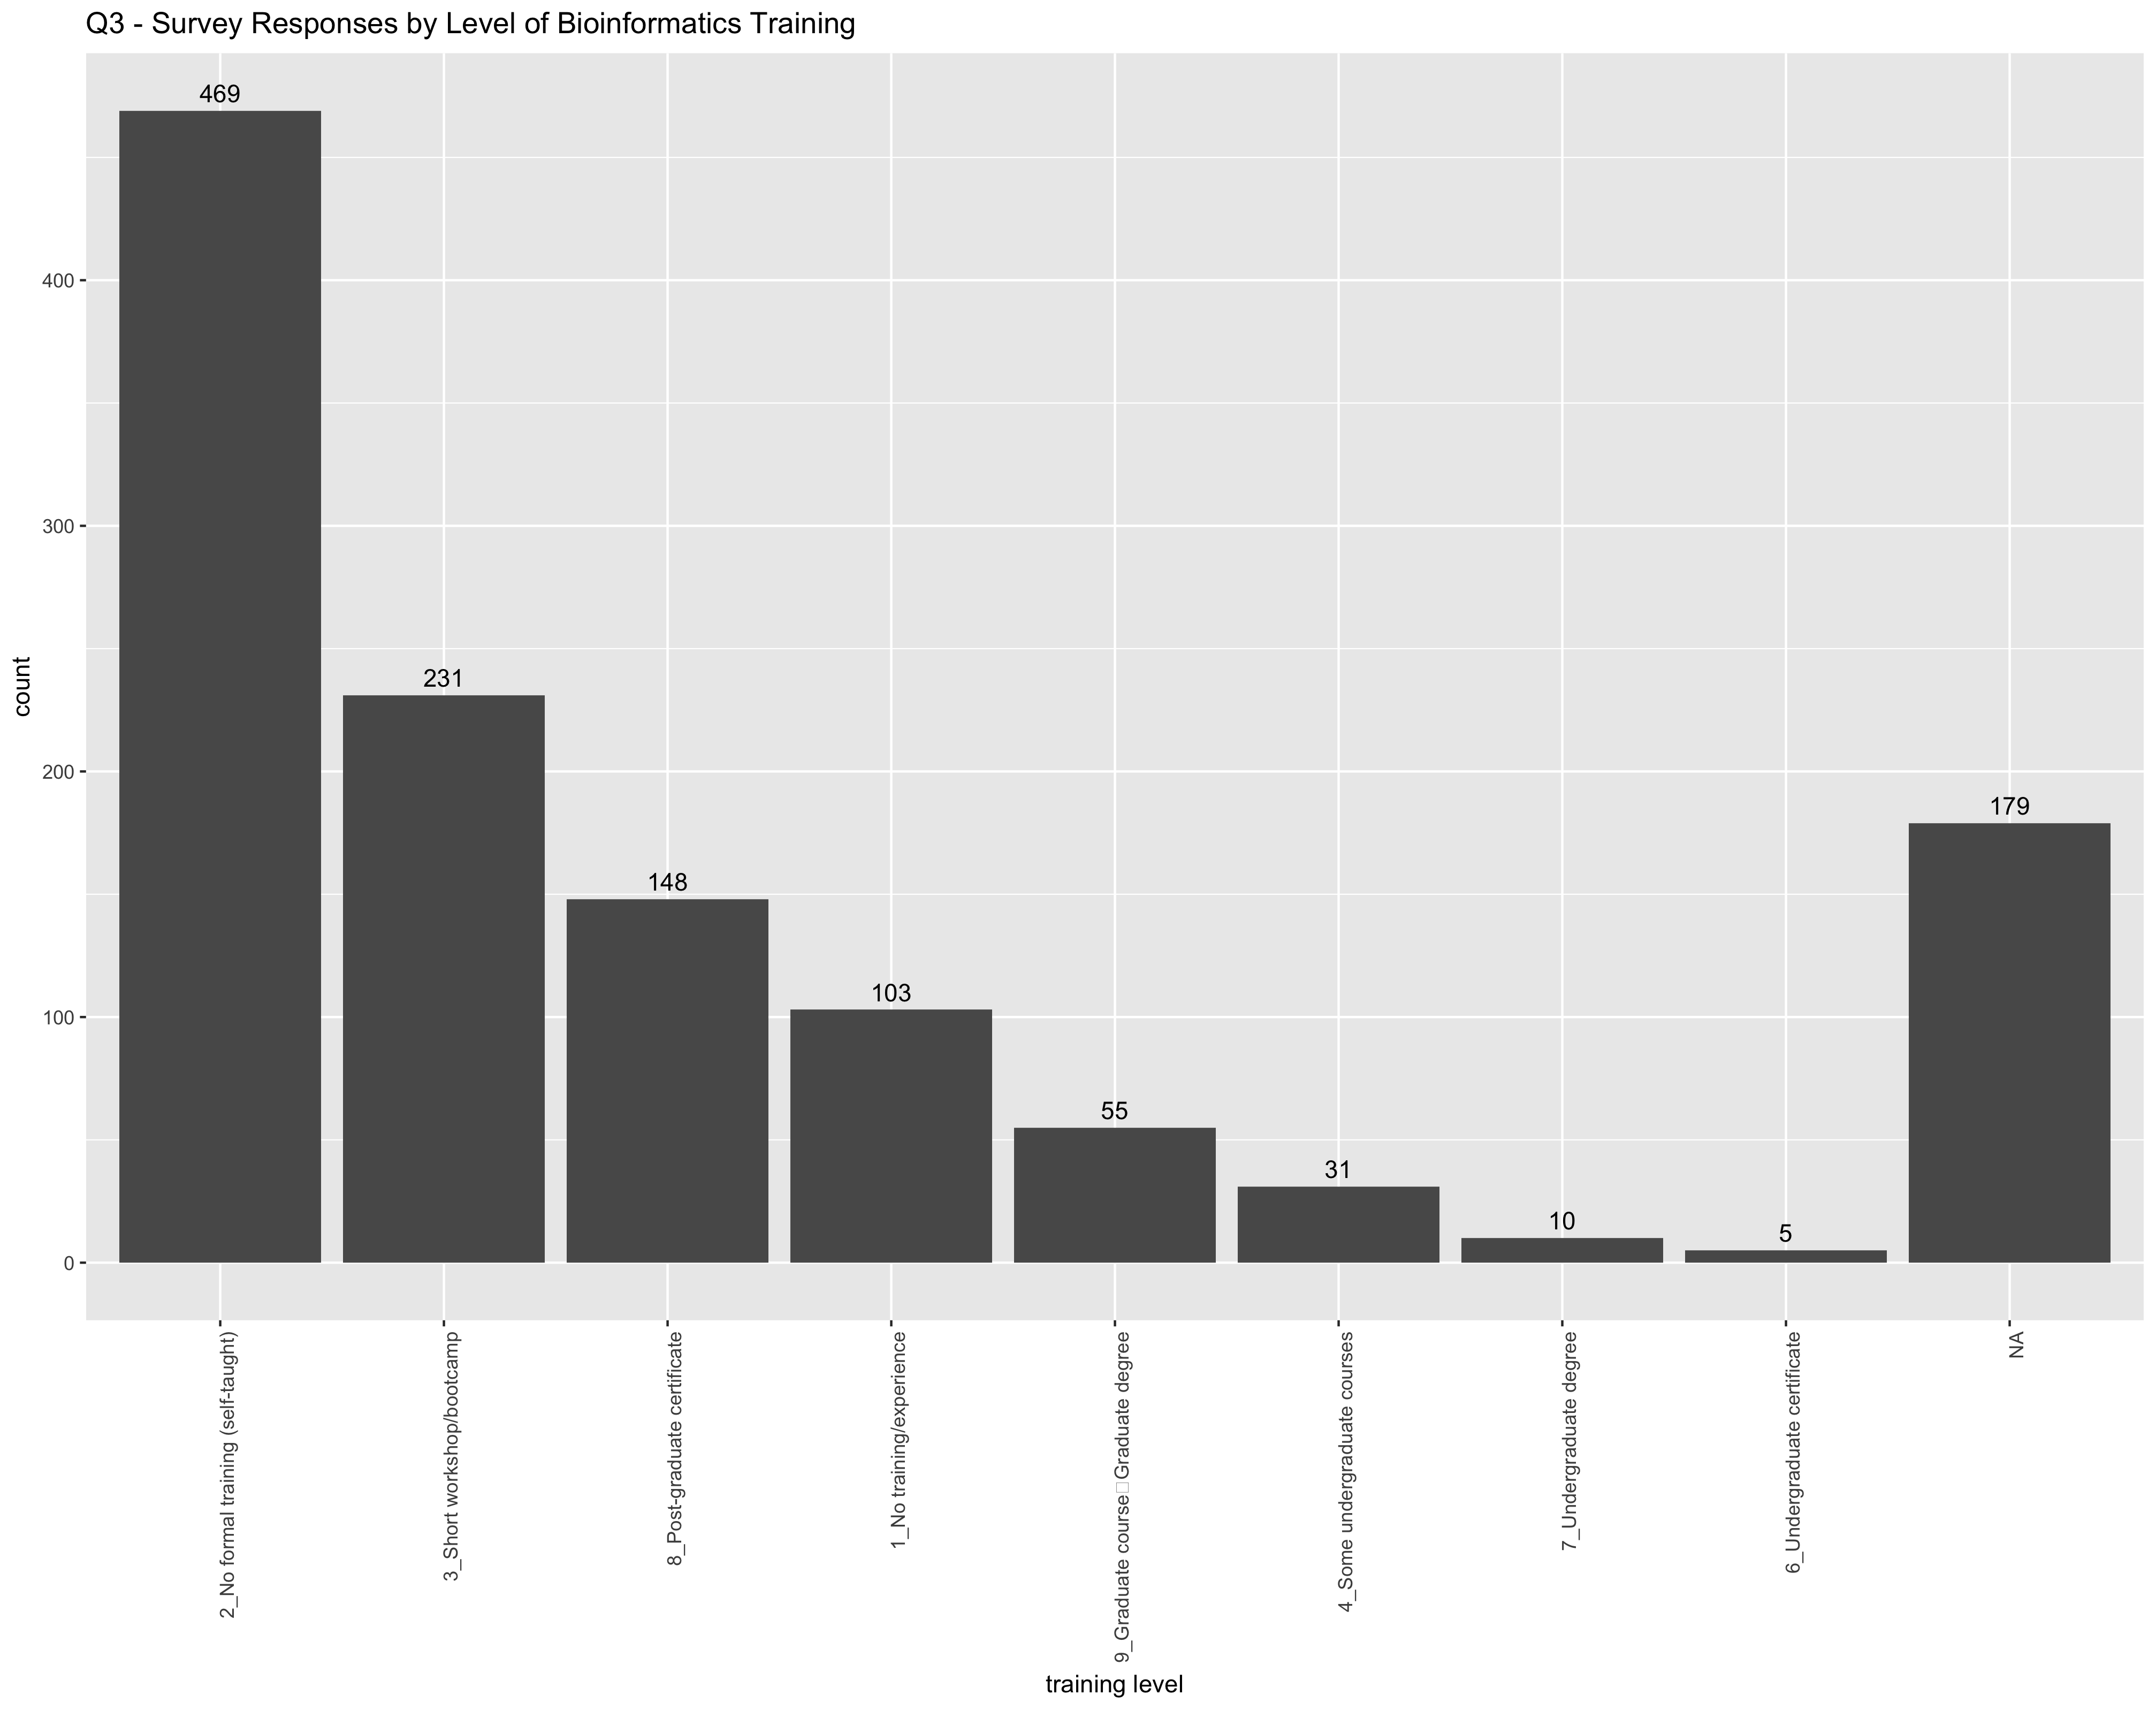 Q3 - Survey Responses by Level of Bioinformatics Training
469
231
148
103
55
31
10
5
179
400
300
200
100
0
count
2_No formal training (self-taught)
3_Short workshop/bootcamp
8_Post-graduate certificate
1_No training/experience
9_Graduate course□Graduate degree
4_Some undergraduate courses
7_Undergraduate degree
6_Undergraduate certificate
NA
training level